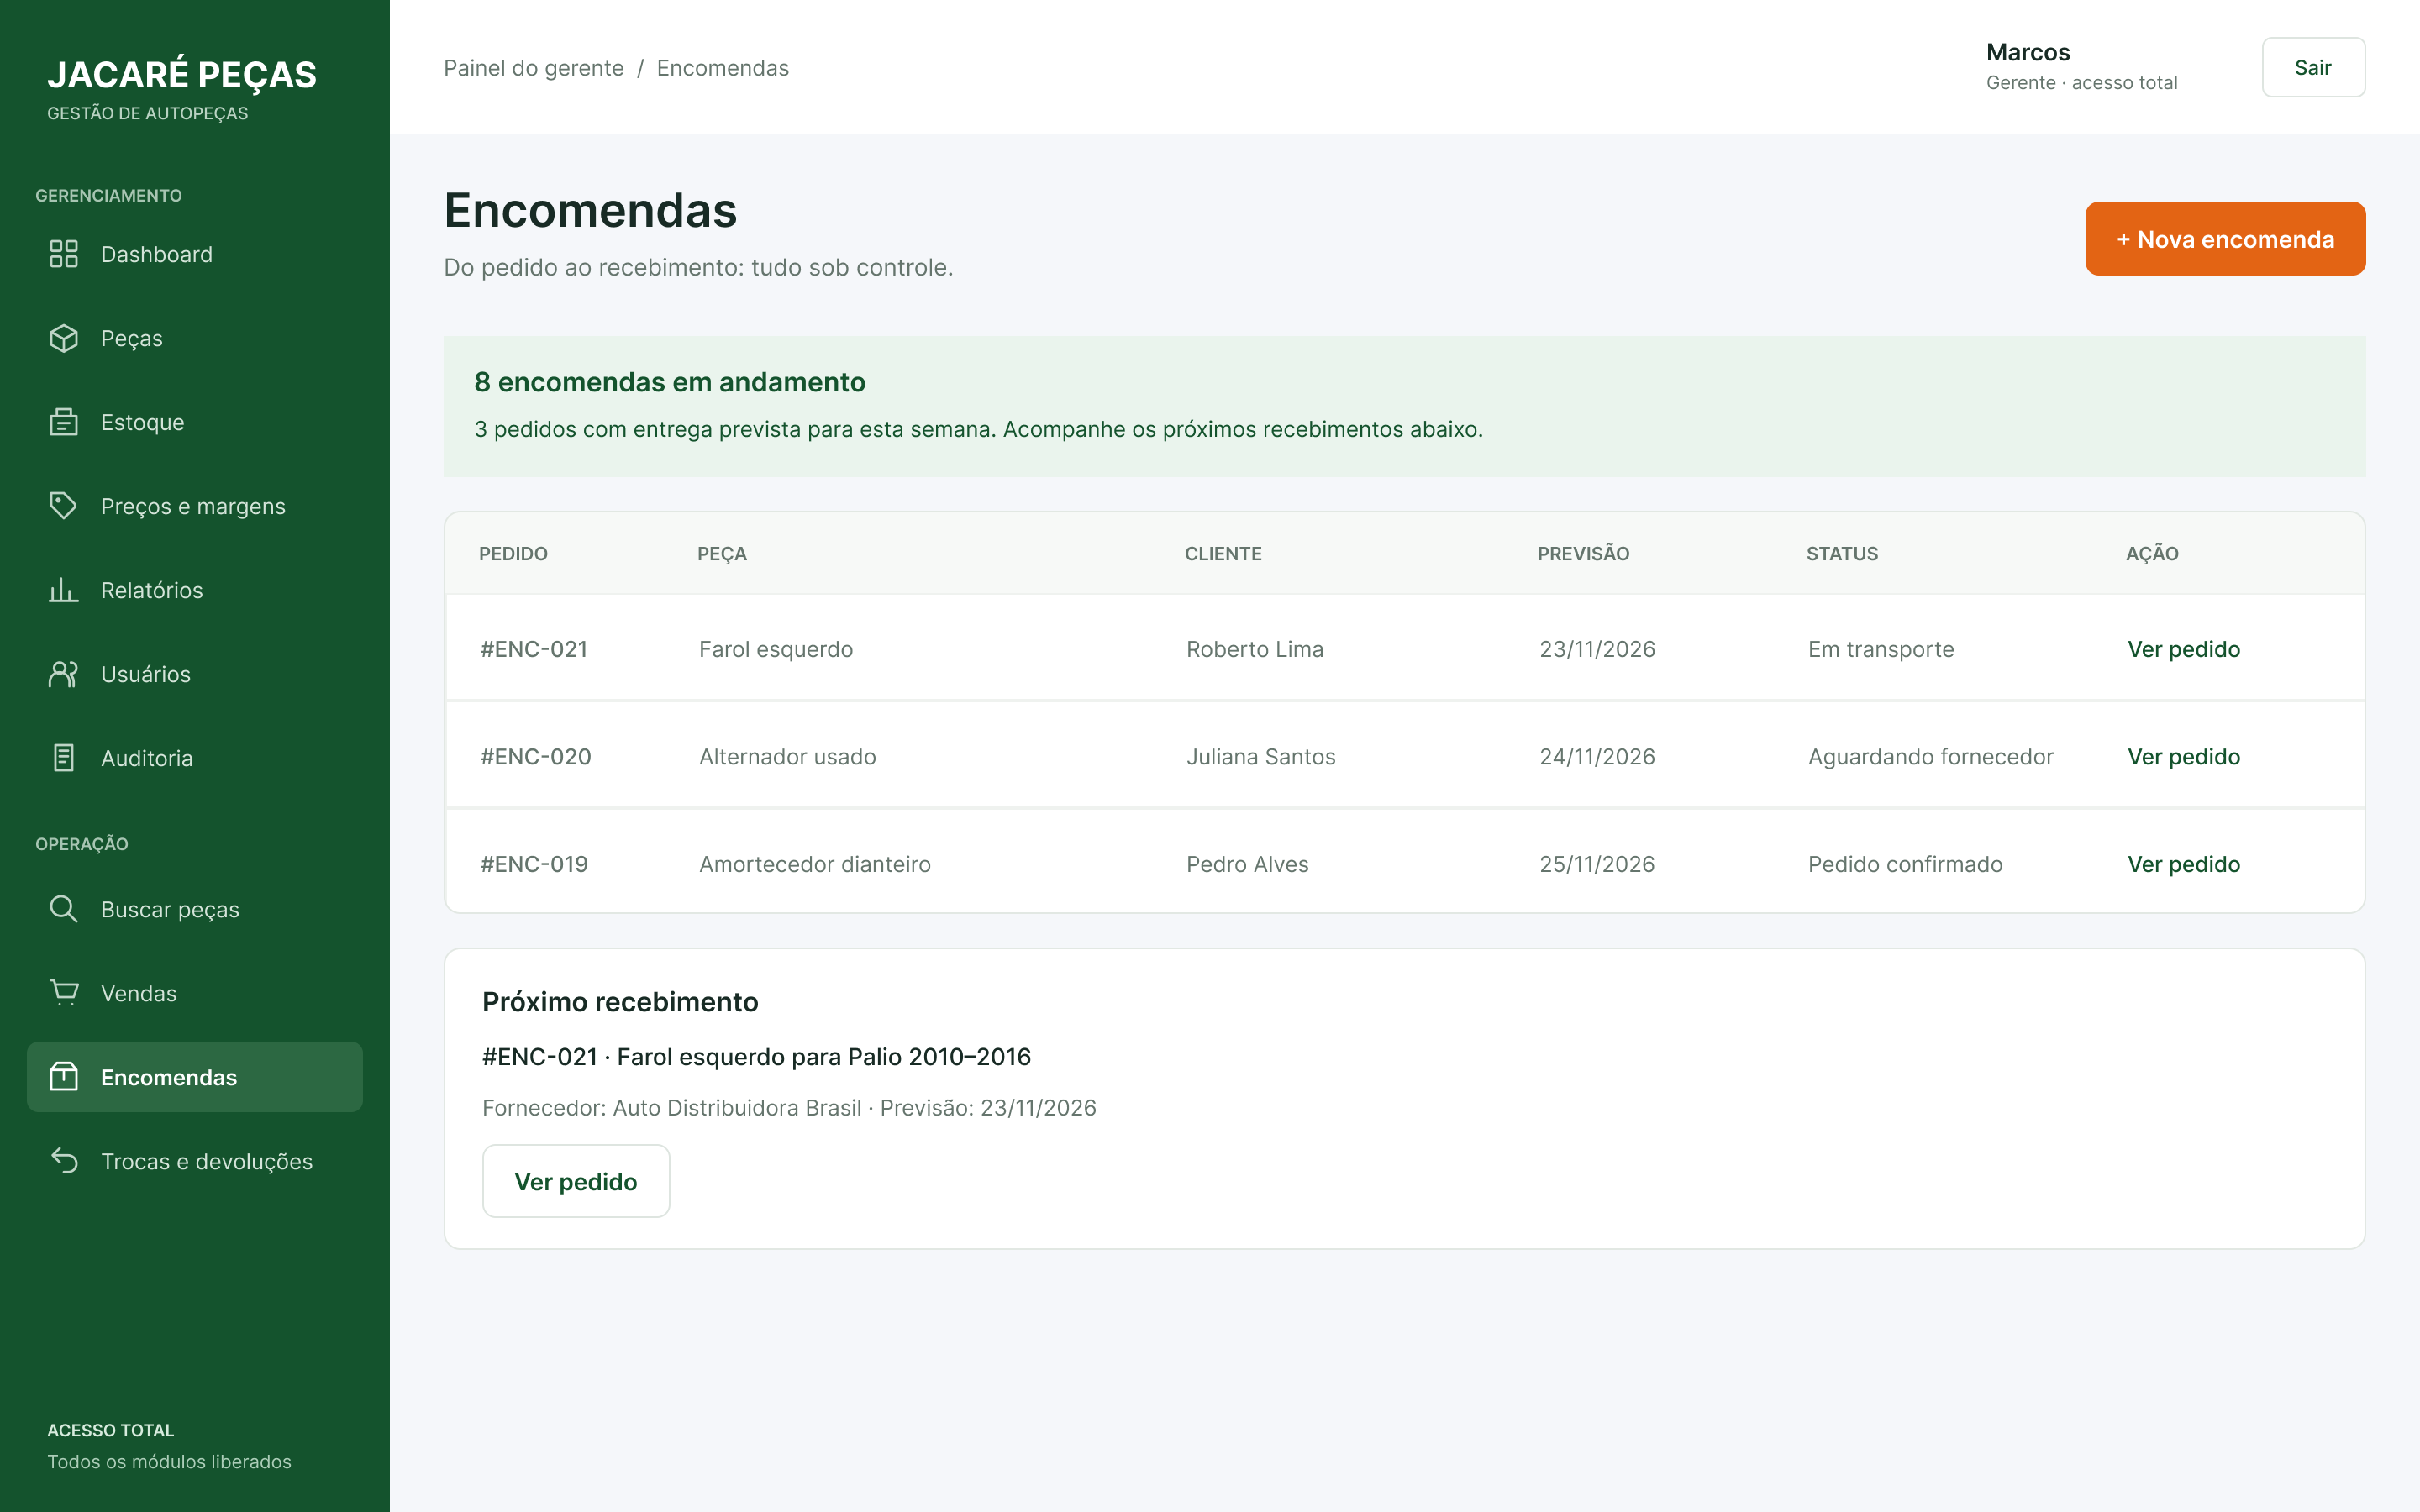 JACARÉ PEÇAS
GESTÃO DE AUTOPEÇAS
GERENCIAMENTO
Dashboard
Peças
Estoque
Preços e margens
Relatórios
Usuários
Auditoria
OPERAÇÃO
Buscar peças
Vendas
Encomendas
Trocas e devoluções
ACESSO TOTAL
Todos os módulos liberados
Painel do gerente / Encomendas
Marcos
Gerente · acesso total
Sair
Encomendas
Do pedido ao recebimento: tudo sob controle.
+ Nova encomenda
8 encomendas em andamento
3 pedidos com entrega prevista para esta semana. Acompanhe os próximos recebimentos abaixo.
PEDIDO PEÇA CLIENTE PREVISÃO STATUS AÇÃO
#ENC-021 Farol esquerdo Roberto Lima 23/11/2026 Em transporte Ver pedido
#ENC-020 Alternador usado Juliana Santos 24/11/2026 Aguardando fornecedor Ver pedido
#ENC-019 Amortecedor dianteiro Pedro Alves 25/11/2026 Pedido confirmado Ver pedido
Próximo recebimento
#ENC-021 · Farol esquerdo para Palio 2010–2016
Fornecedor: Auto Distribuidora Brasil · Previsão: 23/11/2026
Ver pedido